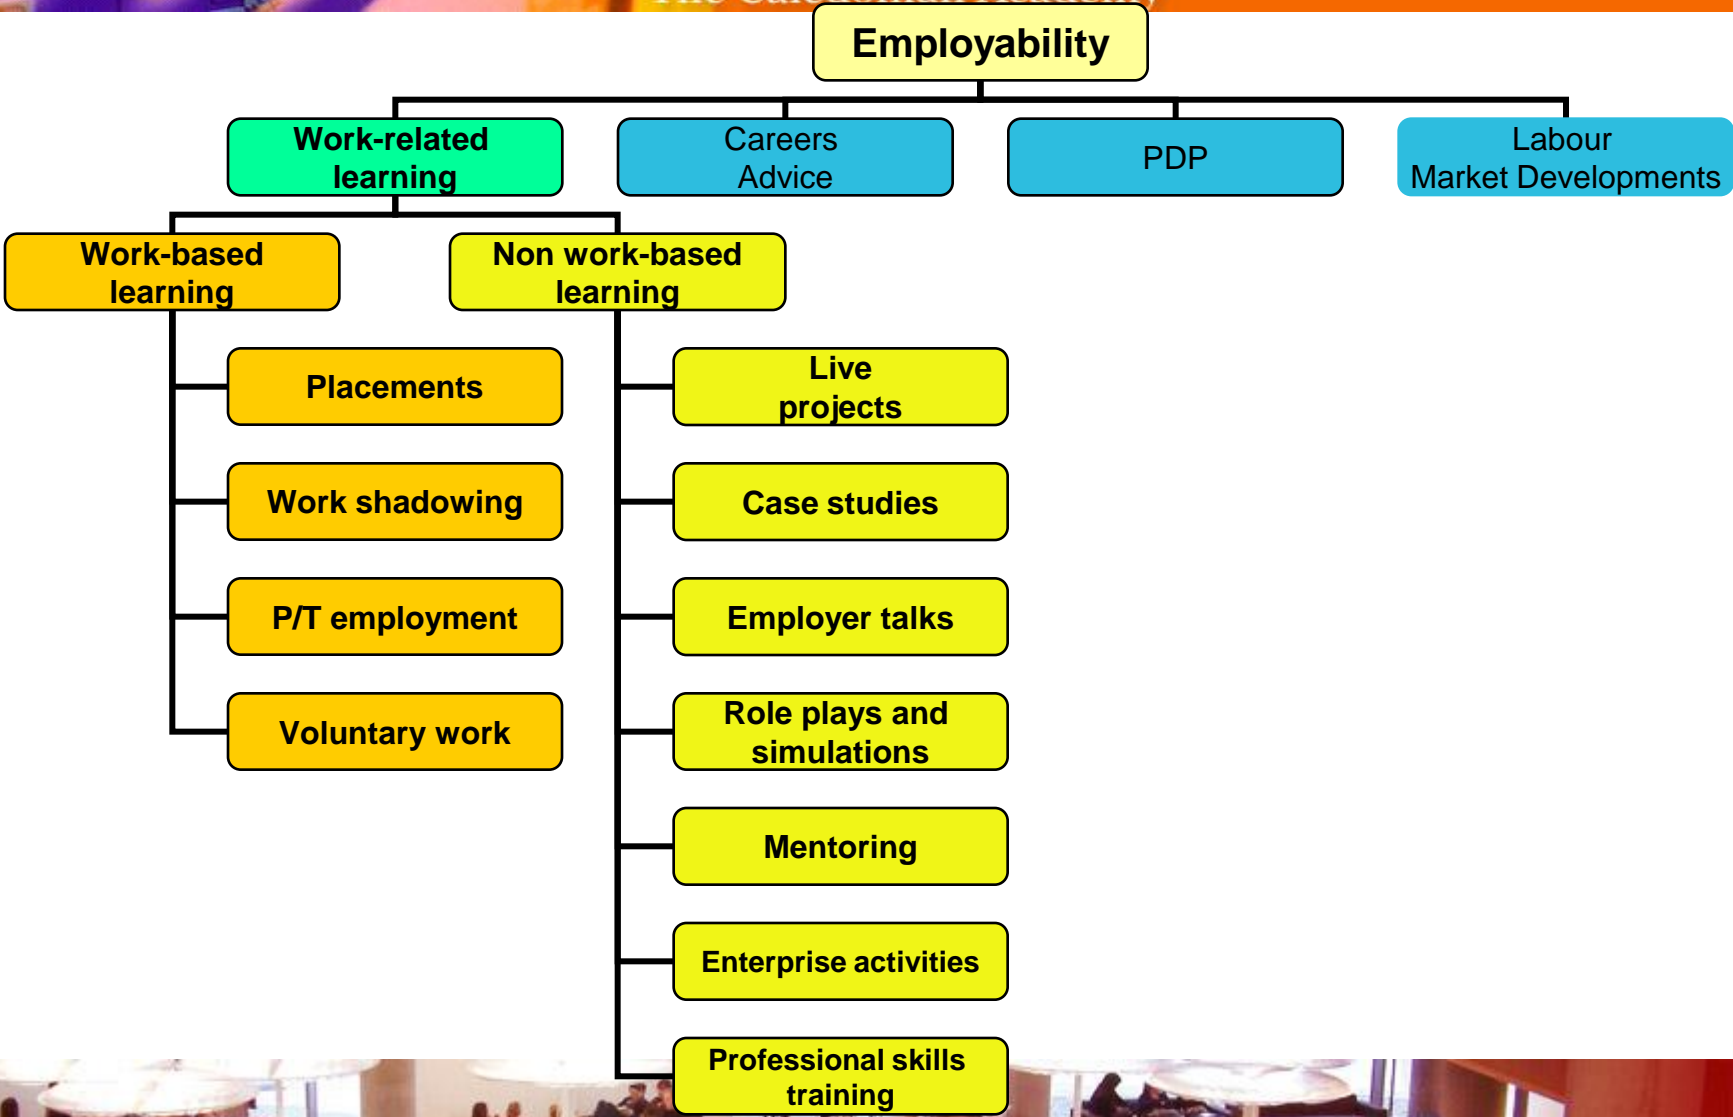 Employability
Work-related
learning
Careers
Advice
PDP
Labour
Market Developments
Work-based
learning
Non work-based
learning
Placements
Work shadowing
P/T employment
Voluntary work
Live
projects
Case studies
Employer talks
Role plays and
simulations
Mentoring
Enterprise activities
Professional skills
training